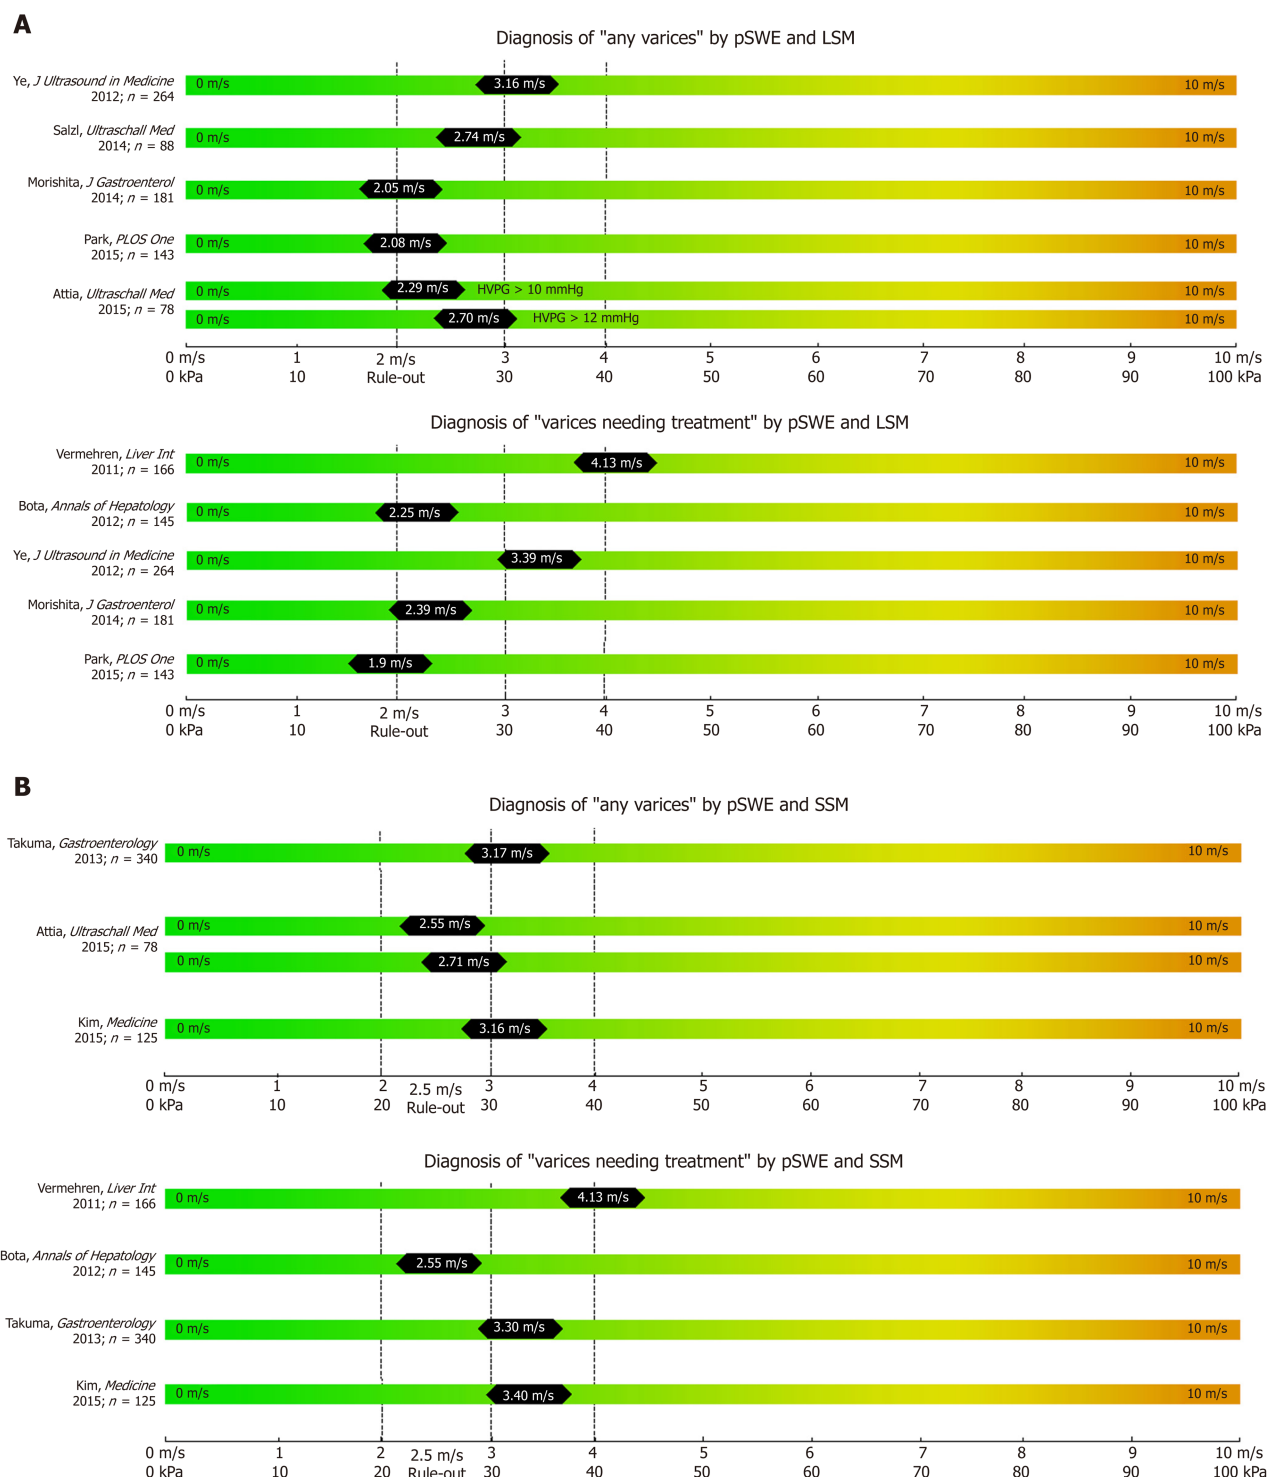 A
Diagnosis of "any varices" by pSWE and LSM
Ye, J Ultrasound in Medicine
2012; n = 264
0 m/s 3.16 m/s 10 m/s
Salzl, Ultraschall Med
2014; n = 88
0 m/s 2.74 m/s 10 m/s
Morishita, J Gastroenterol
2014; n = 181
0 m/s 2.05 m/s 10 m/s
Park, PLOS One
2015; n = 143
0 m/s 2.08 m/s 10 m/s
Attia, Ultraschall Med
2015; n = 78
0 m/s 2.29 m/s HVPG > 10 mmHg 10 m/s
0 m/s 2.70 m/s HVPG > 12 mmHg 10 m/s
0 m/s 1 2 m/s 3 4 5 6 7 8 9 10 m/s
0 kPa 10 Rule-out 30 40 50 60 70 80 90 100 kPa
Diagnosis of "varices needing treatment" by pSWE and LSM
Vermehren, Liver Int
2011; n = 166
0 m/s 4.13 m/s 10 m/s
Bota, Annals of Hepatology
2012; n = 145
0 m/s 2.25 m/s 10 m/s
Ye, J Ultrasound in Medicine
2012; n = 264
0 m/s 3.39 m/s 10 m/s
Morishita, J Gastroenterol
2014; n = 181
0 m/s 2.39 m/s 10 m/s
Park, PLOS One
2015; n = 143
0 m/s 1.9 m/s 10 m/s
0 m/s 1 2 m/s 3 4 5 6 7 8 9 10 m/s
0 kPa 10 Rule-out 30 40 50 60 70 80 90 100 kPa
B
Diagnosis of "any varices" by pSWE and SSM
Takuma, Gastroenterology
2013; n = 340
0 m/s 3.17 m/s 10 m/s
Attia, Ultraschall Med
2015; n = 78
0 m/s 2.55 m/s 10 m/s
0 m/s 2.71 m/s 10 m/s
Kim, Medicine
2015; n = 125
0 m/s 3.16 m/s 10 m/s
0 m/s 1 2 2.5 m/s 3 4 5 6 7 8 9 10 m/s
0 kPa 10 20 Rule-out 30 40 50 60 70 80 90 100 kPa
Diagnosis of "varices needing treatment" by pSWE and SSM
Vermehren, Liver Int
2011; n = 166
0 m/s 4.13 m/s 10 m/s
Bota, Annals of Hepatology
2012; n = 145
0 m/s 2.55 m/s 10 m/s
Takuma, Gastroenterology
2013; n = 340
0 m/s 3.30 m/s 10 m/s
Kim, Medicine
2015; n = 125
0 m/s 3.40 m/s 10 m/s
0 m/s 1 2 2.5 m/s 3 4 5 6 7 8 9 10 m/s
0 kPa 10 20 Rule-out 30 40 50 60 70 80 90 100 kPa